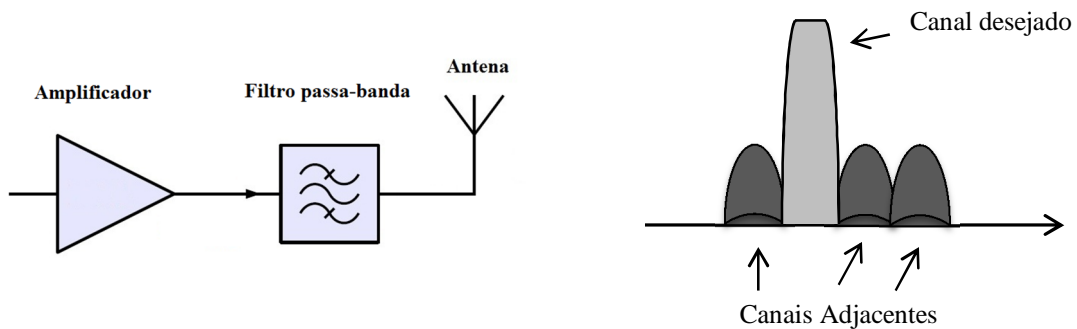 Amplificador
Filtro passa-banda
Antena
Canal desejado
Canais Adjacentes